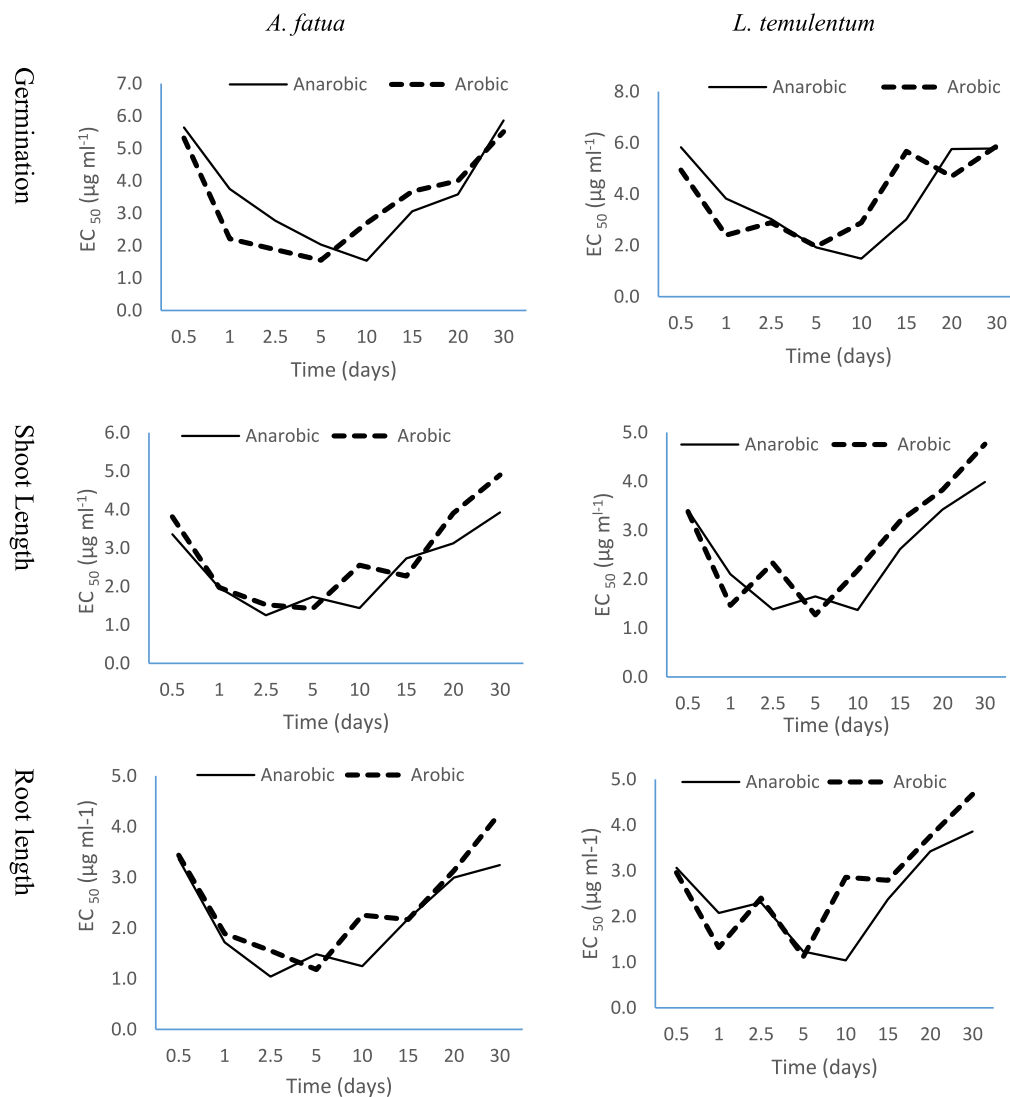 A. fatua
L. temulentum
Germination
Anarobic
Arobic
EC 50 (µg ml-1)
7.0
6.0
5.0
4.0
3.0
2.0
1.0
0.0
0.5 1 2.5 5 10 15 20 30
Time (days)
Anarobic
Arobic
EC 50 (µg ml-1)
8.0
6.0
4.0
2.0
0.0
0.5 1 2.5 5 10 15 20 30
Time (days)
Shoot Length
Anarobic
Arobic
EC 50 (µg ml-1)
6.0
5.0
4.0
3.0
2.0
1.0
0.0
0.5 1 2.5 5 10 15 20 30
Time (days)
Anarobic
Arobic
EC 50 (µg ml-1)
5.0
4.0
3.0
2.0
1.0
0.0
0.5 1 2.5 5 10 15 20 30
Time (days)
Root length
Anarobic
Arobic
EC 50 (µg ml-1)
5.0
4.0
3.0
2.0
1.0
0.0
0.5 1 2.5 5 10 15 20 30
Time (days)
Anarobic
Arobic
EC 50 (µg ml-1)
5.0
4.0
3.0
2.0
1.0
0.0
0.5 1 2.5 5 10 15 20 30
Time (days)